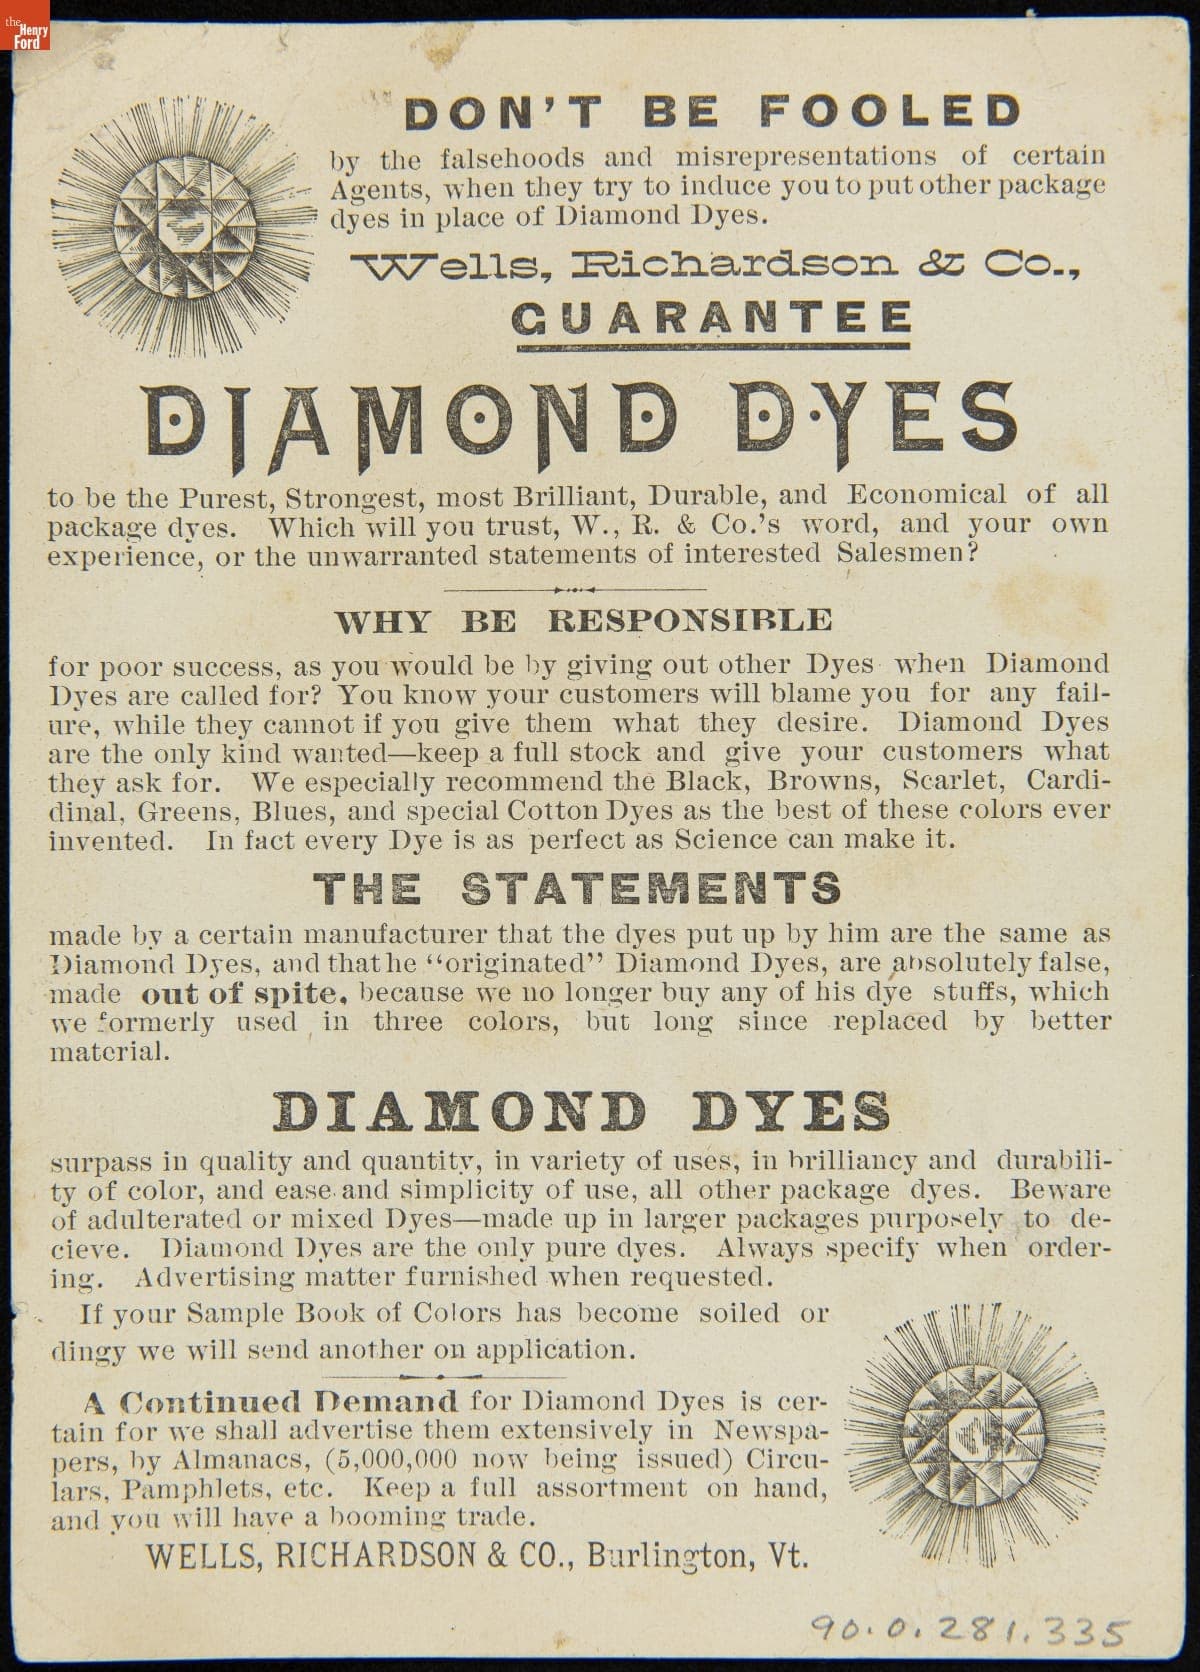 the
Henry
Ford
DON'T BE FOOLED
by the falsehoods and misrepresentations of certain
Agents, when they try to induce you to put other package
dyes in place of Diamond Dyes.
Wells, Richardson & Co.,
GUARANTEE
DIAMOND DYES
to be the Purest, Strongest, most Brilliant, Durable, and Economical of all
package dyes. Which will you trust, W., R. & Co.'s word, and your own
experience, or the unwarranted statements of interested Salesmen?
WHY BE RESPONSIBLE
for poor success, as you would be by giving out other Dyes when Diamond
Dyes are called for? You know your customers will blame you for any fail-
ure, while they cannot if you give them what they desire. Diamond Dyes
are the only kind wanted—keep a full stock and give your customers what
they ask for. We especially recommend the Black, Browns, Scarlet, Cardi-
dinal, Greens, Blues, and special Cotton Dyes as the best of these colors ever
invented. In fact every Dye is as perfect as Science can make it.
THE STATEMENTS
made by a certain manufacturer that the dyes put up by him are the same as
Diamond Dyes, and that he “originated” Diamond Dyes, are absolutely false,
made out of spite, because we no longer buy any of his dye stuffs, which
we formerly used in three colors, but long since replaced by better
material.
DIAMOND DYES
surpass in quality and quantity, in variety of uses, in brilliancy and durabili-
ty of color, and ease and simplicity of use, all other package dyes. Beware
of adulterated or mixed Dyes—made up in larger packages purposely to de-
cieve. Diamond Dyes are the only pure dyes. Always specify when order-
ing. Advertising matter furnished when requested.
If your Sample Book of Colors has become soiled or
dingy we will send another on application.
A Continued Demand for Diamond Dyes is cer-
tain for we shall advertise them extensively in Newspa-
pers, by Almanacs, (5,000,000 now being issued) Circu-
lars, Pamphlets, etc. Keep a full assortment on hand,
and you will have a booming trade.
WELLS, RICHARDSON & CO., Burlington, Vt.
90.0.281.335